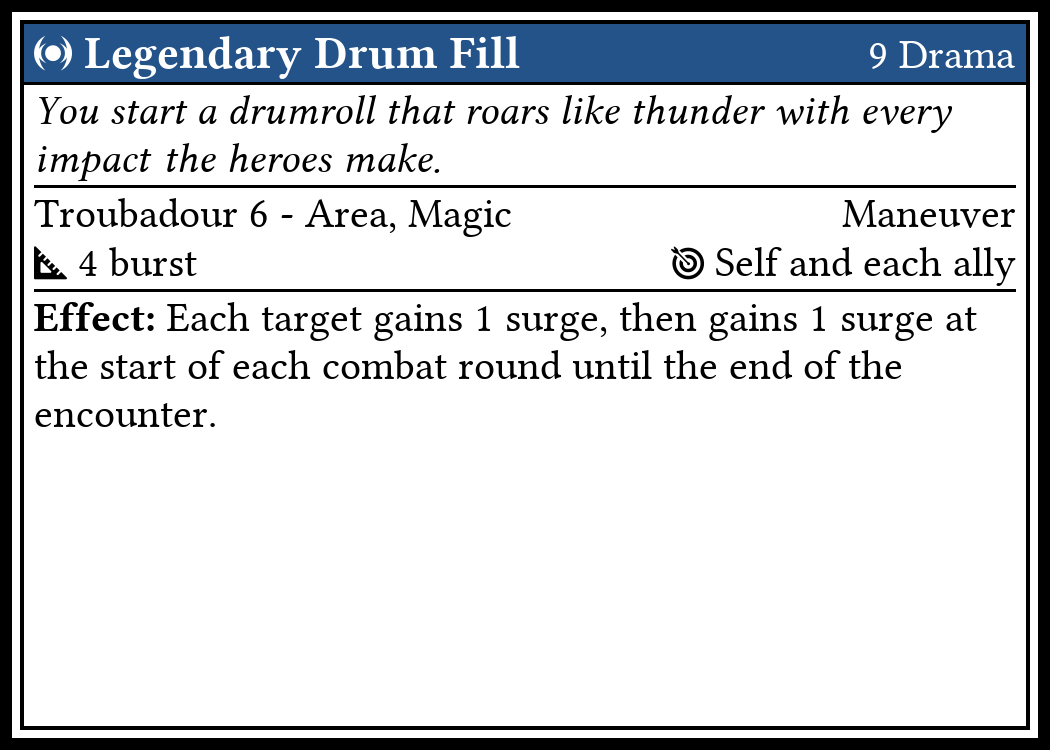 Legendary Drum Fill 9 Drama
You start a drumroll that roars like thunder with every
impact the heroes make.
Troubadour 6 - Area, Magic Maneuver
4 burst Self and each ally
Effect: Each target gains 1 surge, then gains 1 surge at
the start of each combat round until the end of the
encounter.